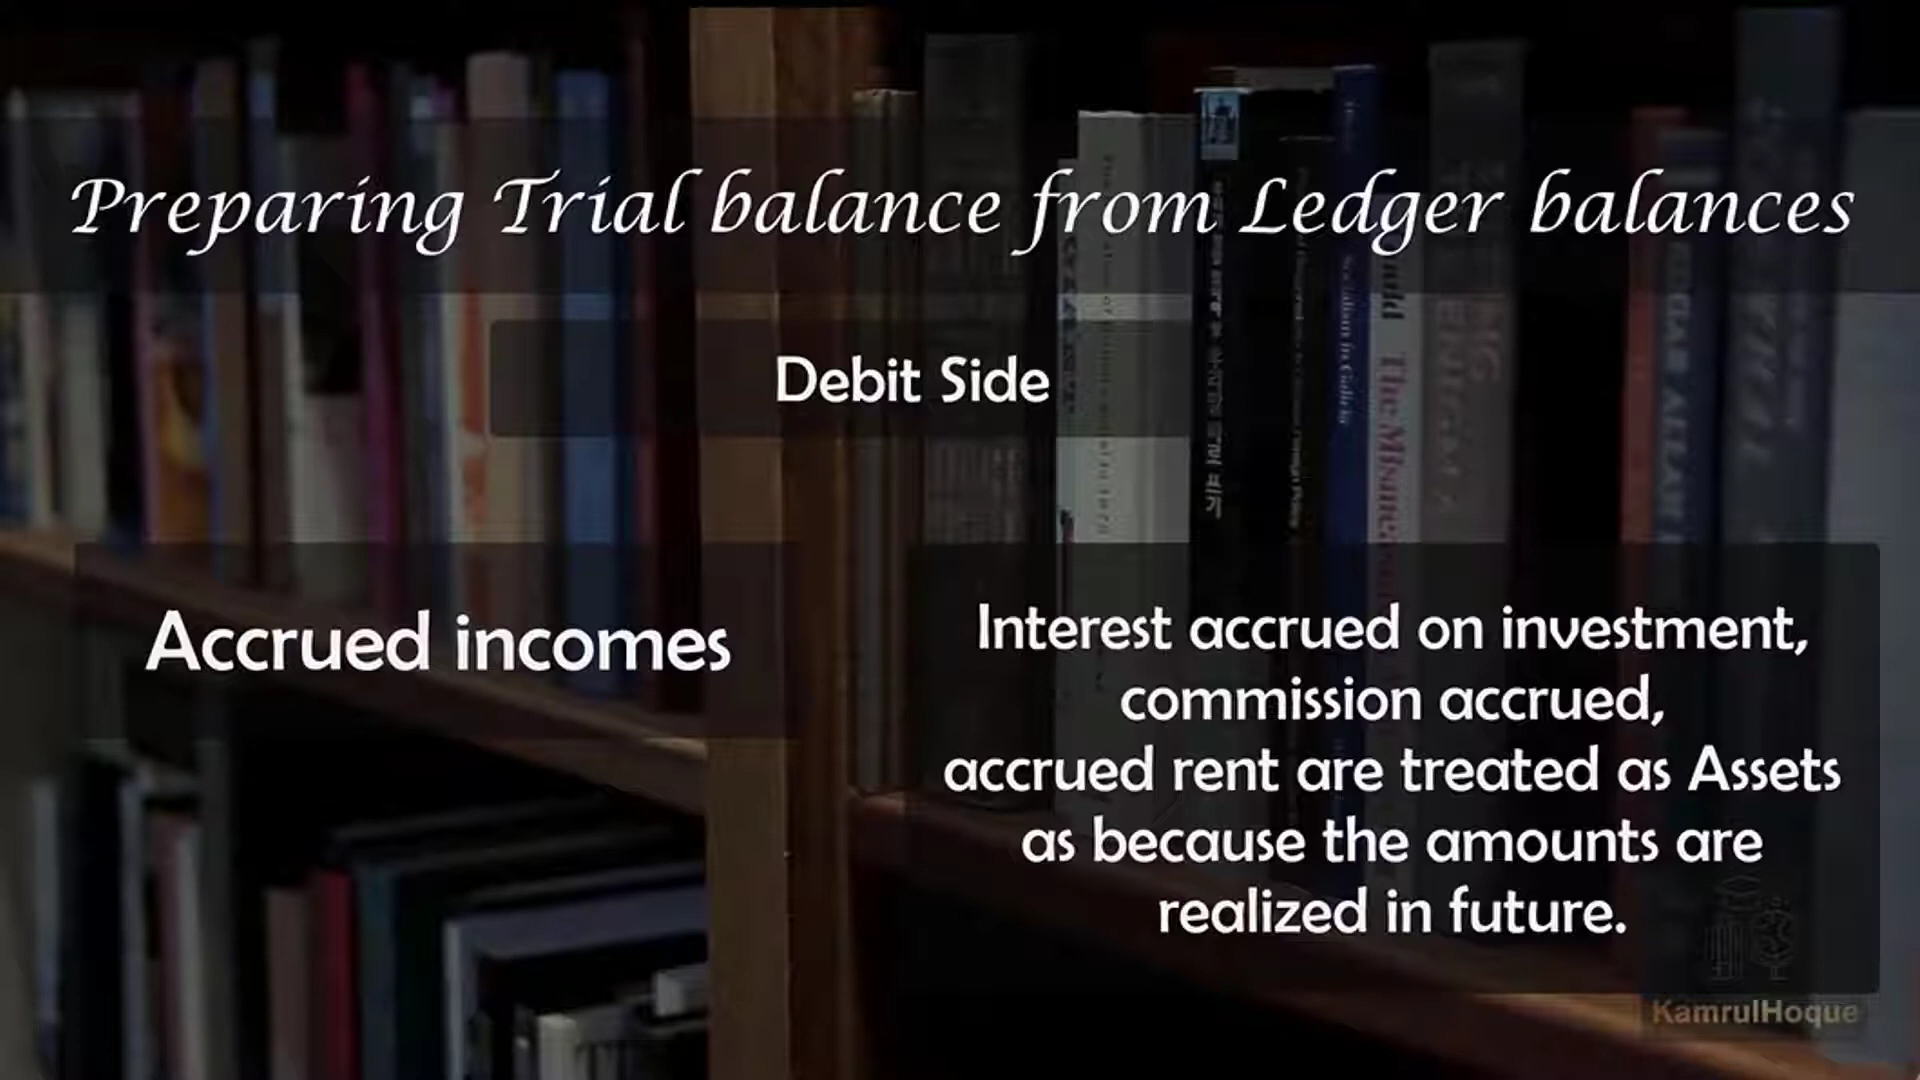 Preparing Trial balance from Ledger balances
Debit Side
Accrued incomes
Interest accrued on investment,
commission accrued,
accrued rent are treated as Assets
as because the amounts are
realized in future.
KamrulHoque